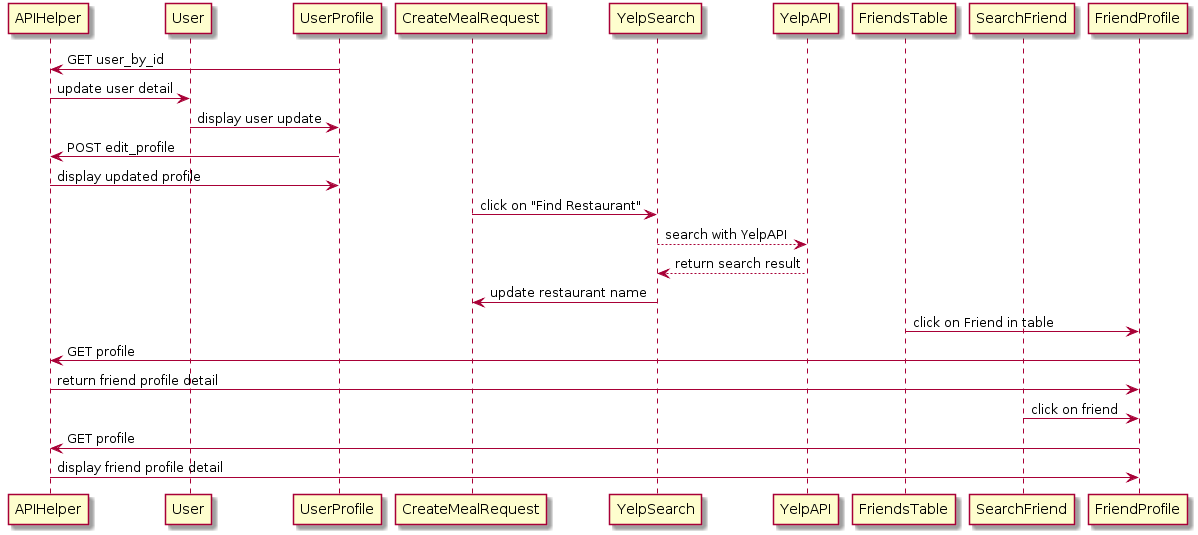 APIHelper User UserProfile CreateMealRequest YelpSearch YelpAPI FriendsTable SearchFriend FriendProfile
GET user_by_id
update user detail
display user update
POST edit_profile
display updated profile
click on "Find Restaurant"
search with YelpAPI
return search result
update restaurant name
click on Friend in table
GET profile
return friend profile detail
click on friend
GET profile
display friend profile detail
APIHelper User UserProfile CreateMealRequest YelpSearch YelpAPI FriendsTable SearchFriend FriendProfile